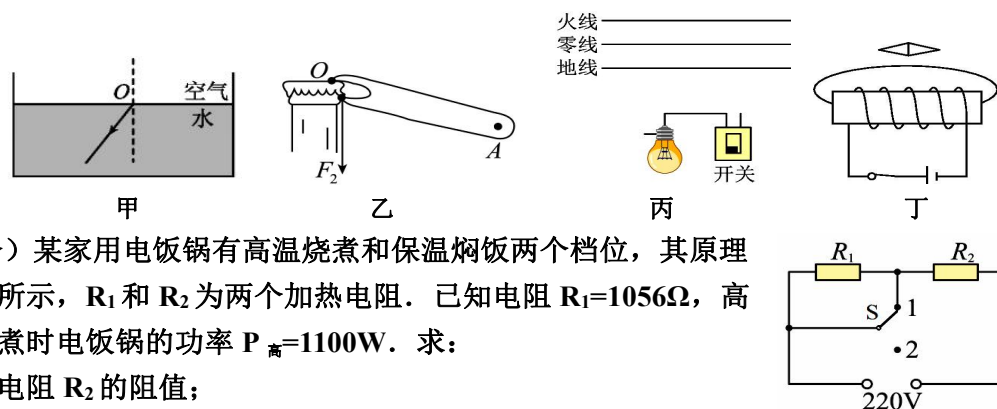 火线
零线
地线
O 空气
水
O
A
F₂
开关
甲 乙 丙 丁
)某家用电饭锅有高温烧煮和保温焖饭两个档位，其原理
所示，R₁和 R₂为两个加热电阻．已知电阻 R₁=1056Ω，高
煮时电饭锅的功率 P 高=1100W．求：
电阻 R₂的阻值；
R₁ R₂
S 1
2
220V